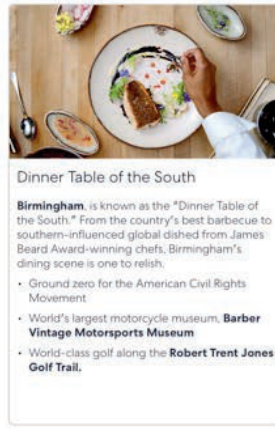 Dinner Table of the South
Birmingham, is known as the "Dinner Table of
the South." From the country's best barbecue to
southern-influenced global dished from James
Beard Award-winning chefs, Birmingham's
dining scene is one to relish.
• Ground zero for the American Civil Rights
Movement
• World's largest motorcycle museum, Barber
Vintage Motorsports Museum
• World-class golf along the Robert Trent Jones
Golf Trail.